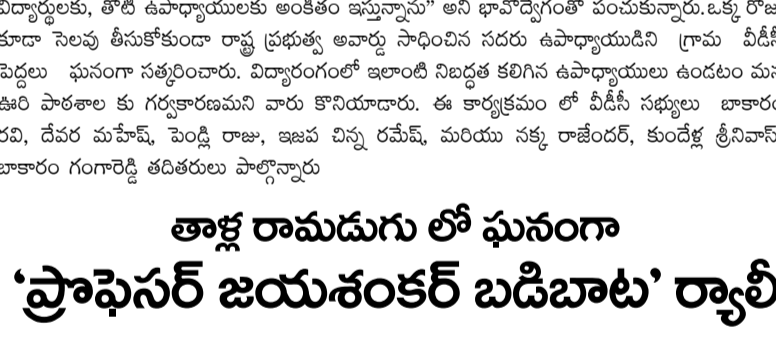 విద్యార్థులకు, తోటి ఉపాధ్యాయులకు అంకితం ఇస్తున్నాను” అని భావోద్వేగంతో పంచుకున్నారు.ఒక్క రోజు
కూడా సెలవు తీసుకోకుండా రాష్ట్ర ప్రభుత్వ అవార్డు సాధించిన సదరు ఉపాధ్యాయుడిని గ్రామ వీడీసీ
పెద్దలు ఘనంగా సత్కరించారు. విద్యారంగంలో ఇలాంటి నిబద్ధత కలిగిన ఉపాధ్యాయులు ఉండటం మన
ఊరి పాఠశాల కు గర్వకారణమని వారు కొనియాడారు. ఈ కార్యక్రమం లో వీడీసీ సభ్యులు బాకారం
రవి, దేవర మహేష్, పెండ్లి రాజు, ఇజప చిన్న రమేష్, మరియు నక్క రాజేందర్, కుందేళ్ల శ్రీనివాస్
బాకారం గంగారెడ్డి తదితరులు పాల్గొన్నారు
తాళ్ల రామడుగు లో ఘనంగా
‘ప్రొఫెసర్ జయశంకర్ బడిబాట’ ర్యాలీ